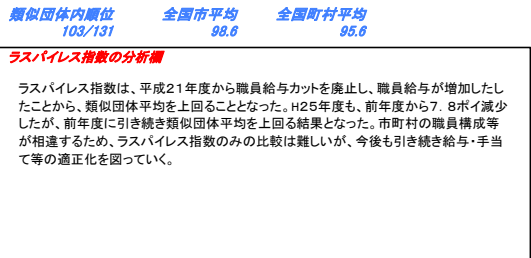 類似団体内順位 全国市平均 全国町村平均
103/131 98.6 95.6
ラスパイレス指数の分析欄
ラスパイレス指数は、平成21年度から職員給与カットを廃止し、職員給与が増加したし
たことから、類似団体平均を上回ることとなった。H25年度も、前年度から7．8ポイ減少
したが、前年度に引き続き類似団体平均を上回る結果となった。市町村の職員構成等
が相違するため、ラスパイレス指数のみの比較は難しいが、今後も引き続き給与・手当
て等の適正化を図っていく。